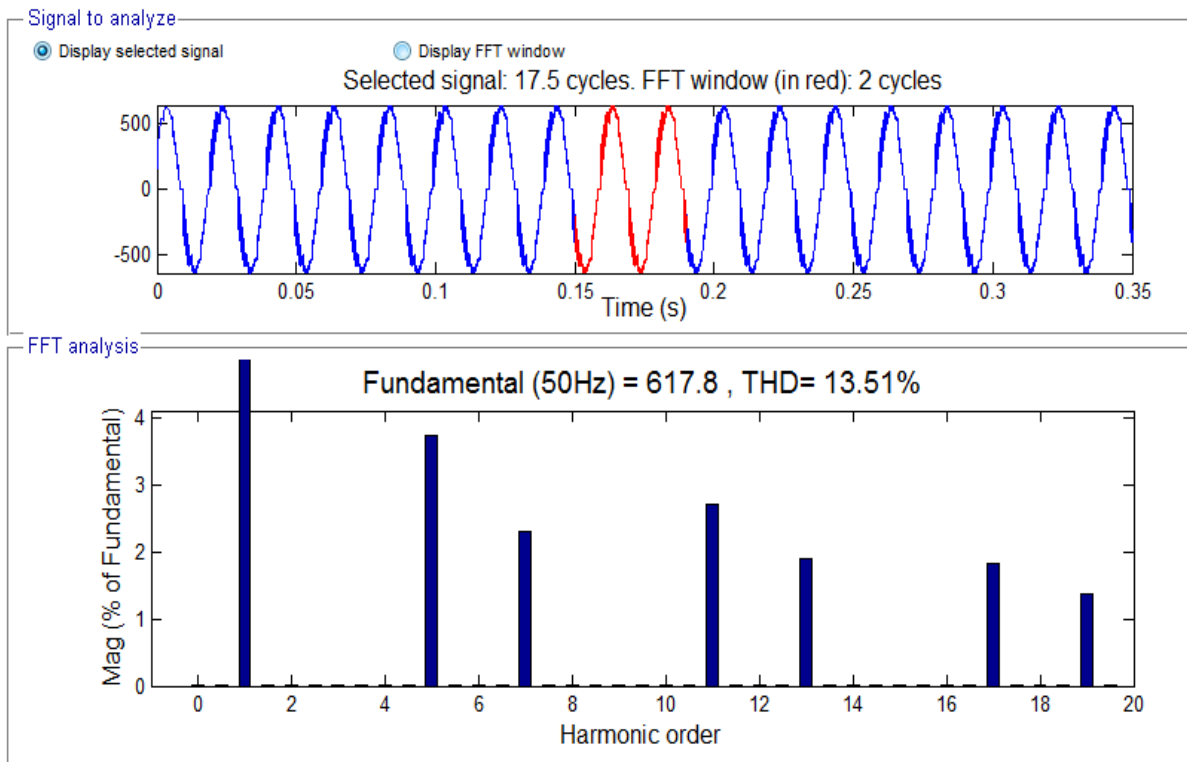 Signal to analyze
Display selected signal Display FFT window
Selected signal: 17.5 cycles. FFT window (in red): 2 cycles
500
0
-500
0 0.05 0.1 0.15 0.2 0.25 0.3 0.35
Time (s)
FFT analysis
Fundamental (50Hz) = 617.8 , THD= 13.51%
Mag (% of Fundamental)
4
3
2
1
0
0 2 4 6 8 10 12 14 16 18 20
Harmonic order